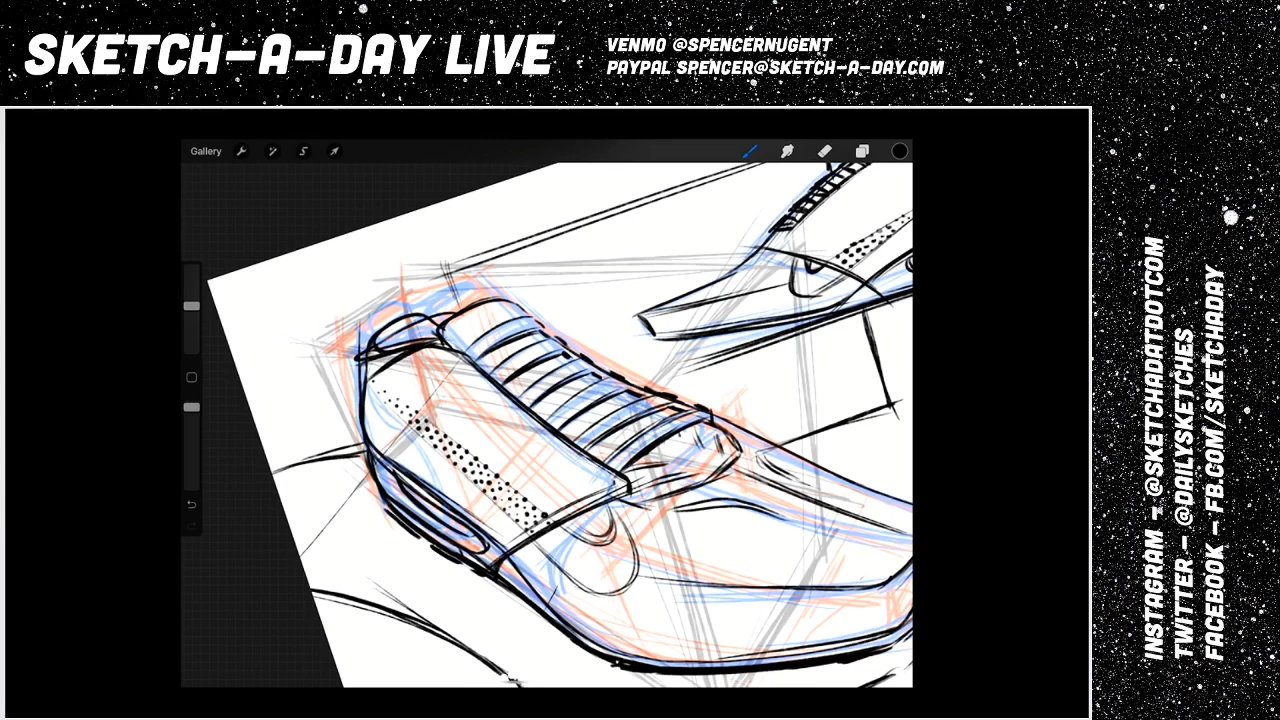 SKETCH-A-DAY LIVE
VENMO @SPENCERNUGENT
PAYPAL SPENCER@SKETCH-A-DAY.COM
Gallery
INSTAGRAM - @SKETCHADAYDOTCOM
TWITTER - @DAILYSKETCHES
FACEBOOK - FB.COM/SKETCHADAY